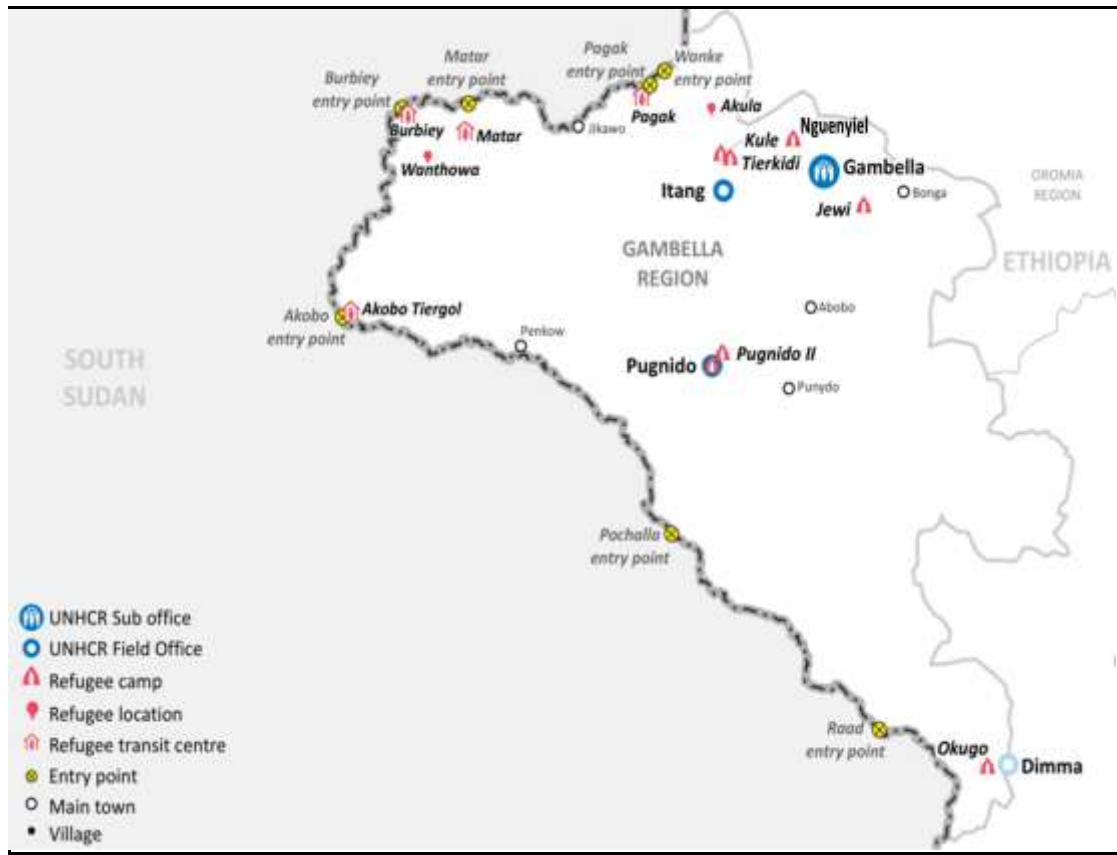 Pagak
entry point
Wanke
entry point
Matar
entry point
Burbiey
entry point
Akula
Pagak
Jikawo
Burbiey
Matar
Nguenyiel
Kule
Tierkidi
Wanthowa
Gambella
Itang
Bonga
OROMIA
REGION
Jewi
GAMBELLA
REGION
ETHIOPIA
Akobo Tiergol
Akobo
entry point
Abobo
Penkow
SOUTH
SUDAN
Pugnido II
Pugnido
Punydo
Pochalla
entry point
Raad
entry point
Okugo
Dimma
UNHCR Sub office
UNHCR Field Office
Refugee camp
Refugee location
Refugee transit centre
Entry point
Main town
Village